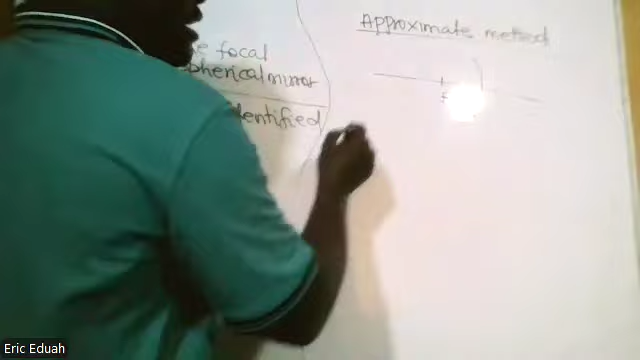 Approximate method
focal
spherical mirror
identified
f
Eric Eduah